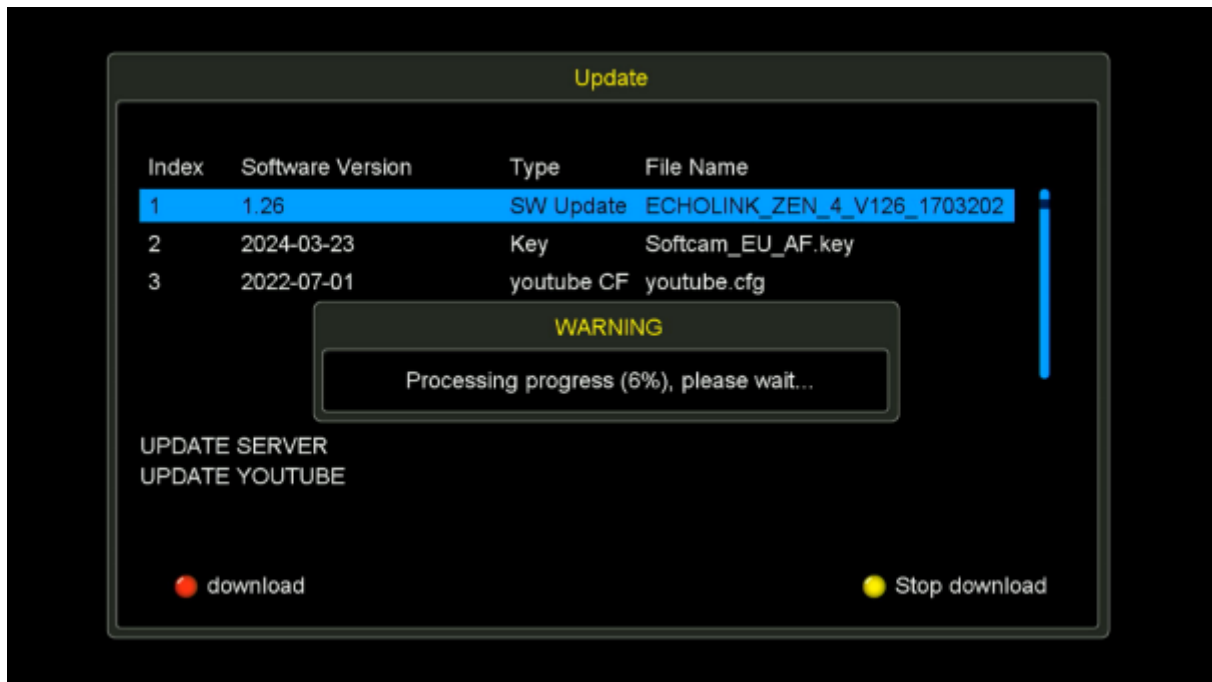 Update
Index Software Version Type File Name
1 1.26 SW Update ECHOLINK_ZEN_4_V126_1703202
2 2024-03-23 Key Softcam_EU_AF.key
3 2022-07-01 youtube CF youtube.cfg
WARNING
Processing progress (6%), please wait...
UPDATE SERVER
UPDATE YOUTUBE
download Stop download